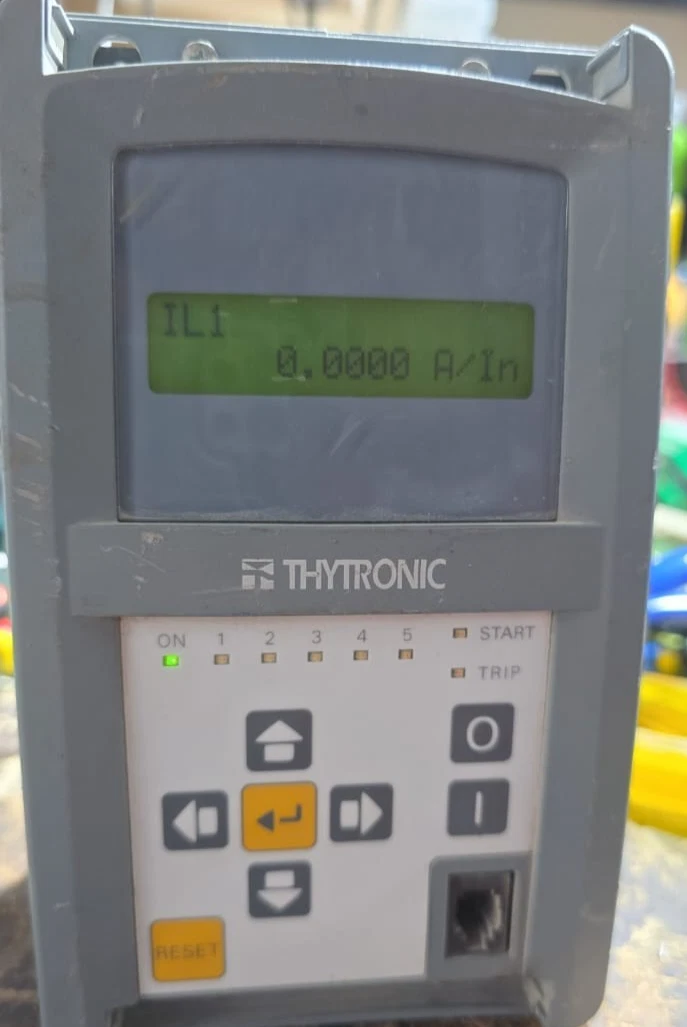 IL1
0.0000 A/In
THYTRONIC
ON 1 2 3 4 5 START
TRIP
O
I
RESET